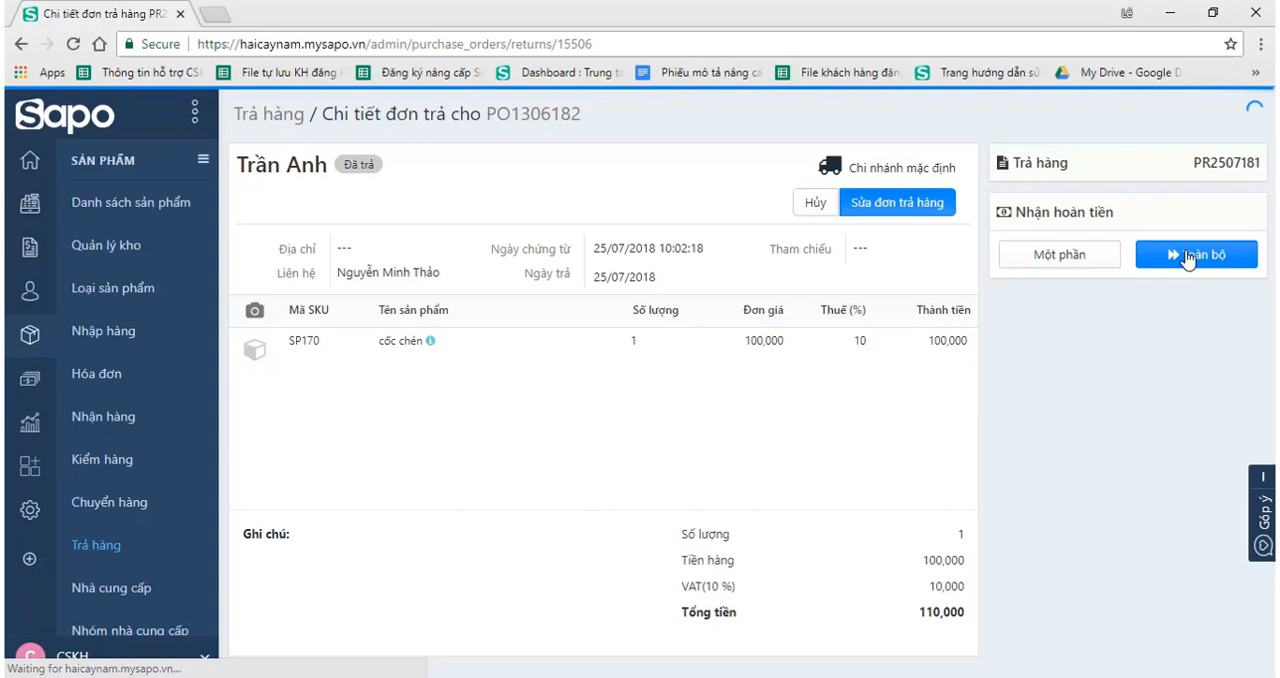 Chi tiết đơn trả hàng PR2
Secure https://haicaynam.mysapo.vn/admin/purchase_orders/returns/15506
Apps Thông tin hỗ trợ CSK File tự lưu KH đăng Đăng ký nâng cấp S Dashboard : Trung t Phiếu mô tả nâng c File khách hàng đăn Trang hướng dẫn sử My Drive - Google D »
Sapo
Trả hàng / Chi tiết đơn trả cho PO1306182
SẢN PHẨM
Danh sách sản phẩm
Quản lý kho
Loại sản phẩm
Nhập hàng
Hóa đơn
Nhận hàng
Kiểm hàng
Chuyển hàng
Trả hàng
Nhà cung cấp
Nhóm nhà cung cấp
C CSKH
Trần Anh Đã trả
Chi nhánh mặc định
Hủy Sửa đơn trả hàng
Địa chỉ --- Ngày chứng từ 25/07/2018 10:02:18 Tham chiếu ---
Liên hệ Nguyễn Minh Thảo Ngày trả 25/07/2018
Mã SKU Tên sản phẩm Số lượng Đơn giá Thuế (%) Thành tiền
SP170 cốc chén 1 100,000 10 100,000
Ghi chú:
Số lượng 1
Tiền hàng 100,000
VAT(10 %) 10,000
Tổng tiền 110,000
Trả hàng PR2507181
Nhận hoàn tiền
Một phần bộ
Góp ý
Waiting for haicaynam.mysapo.vn...